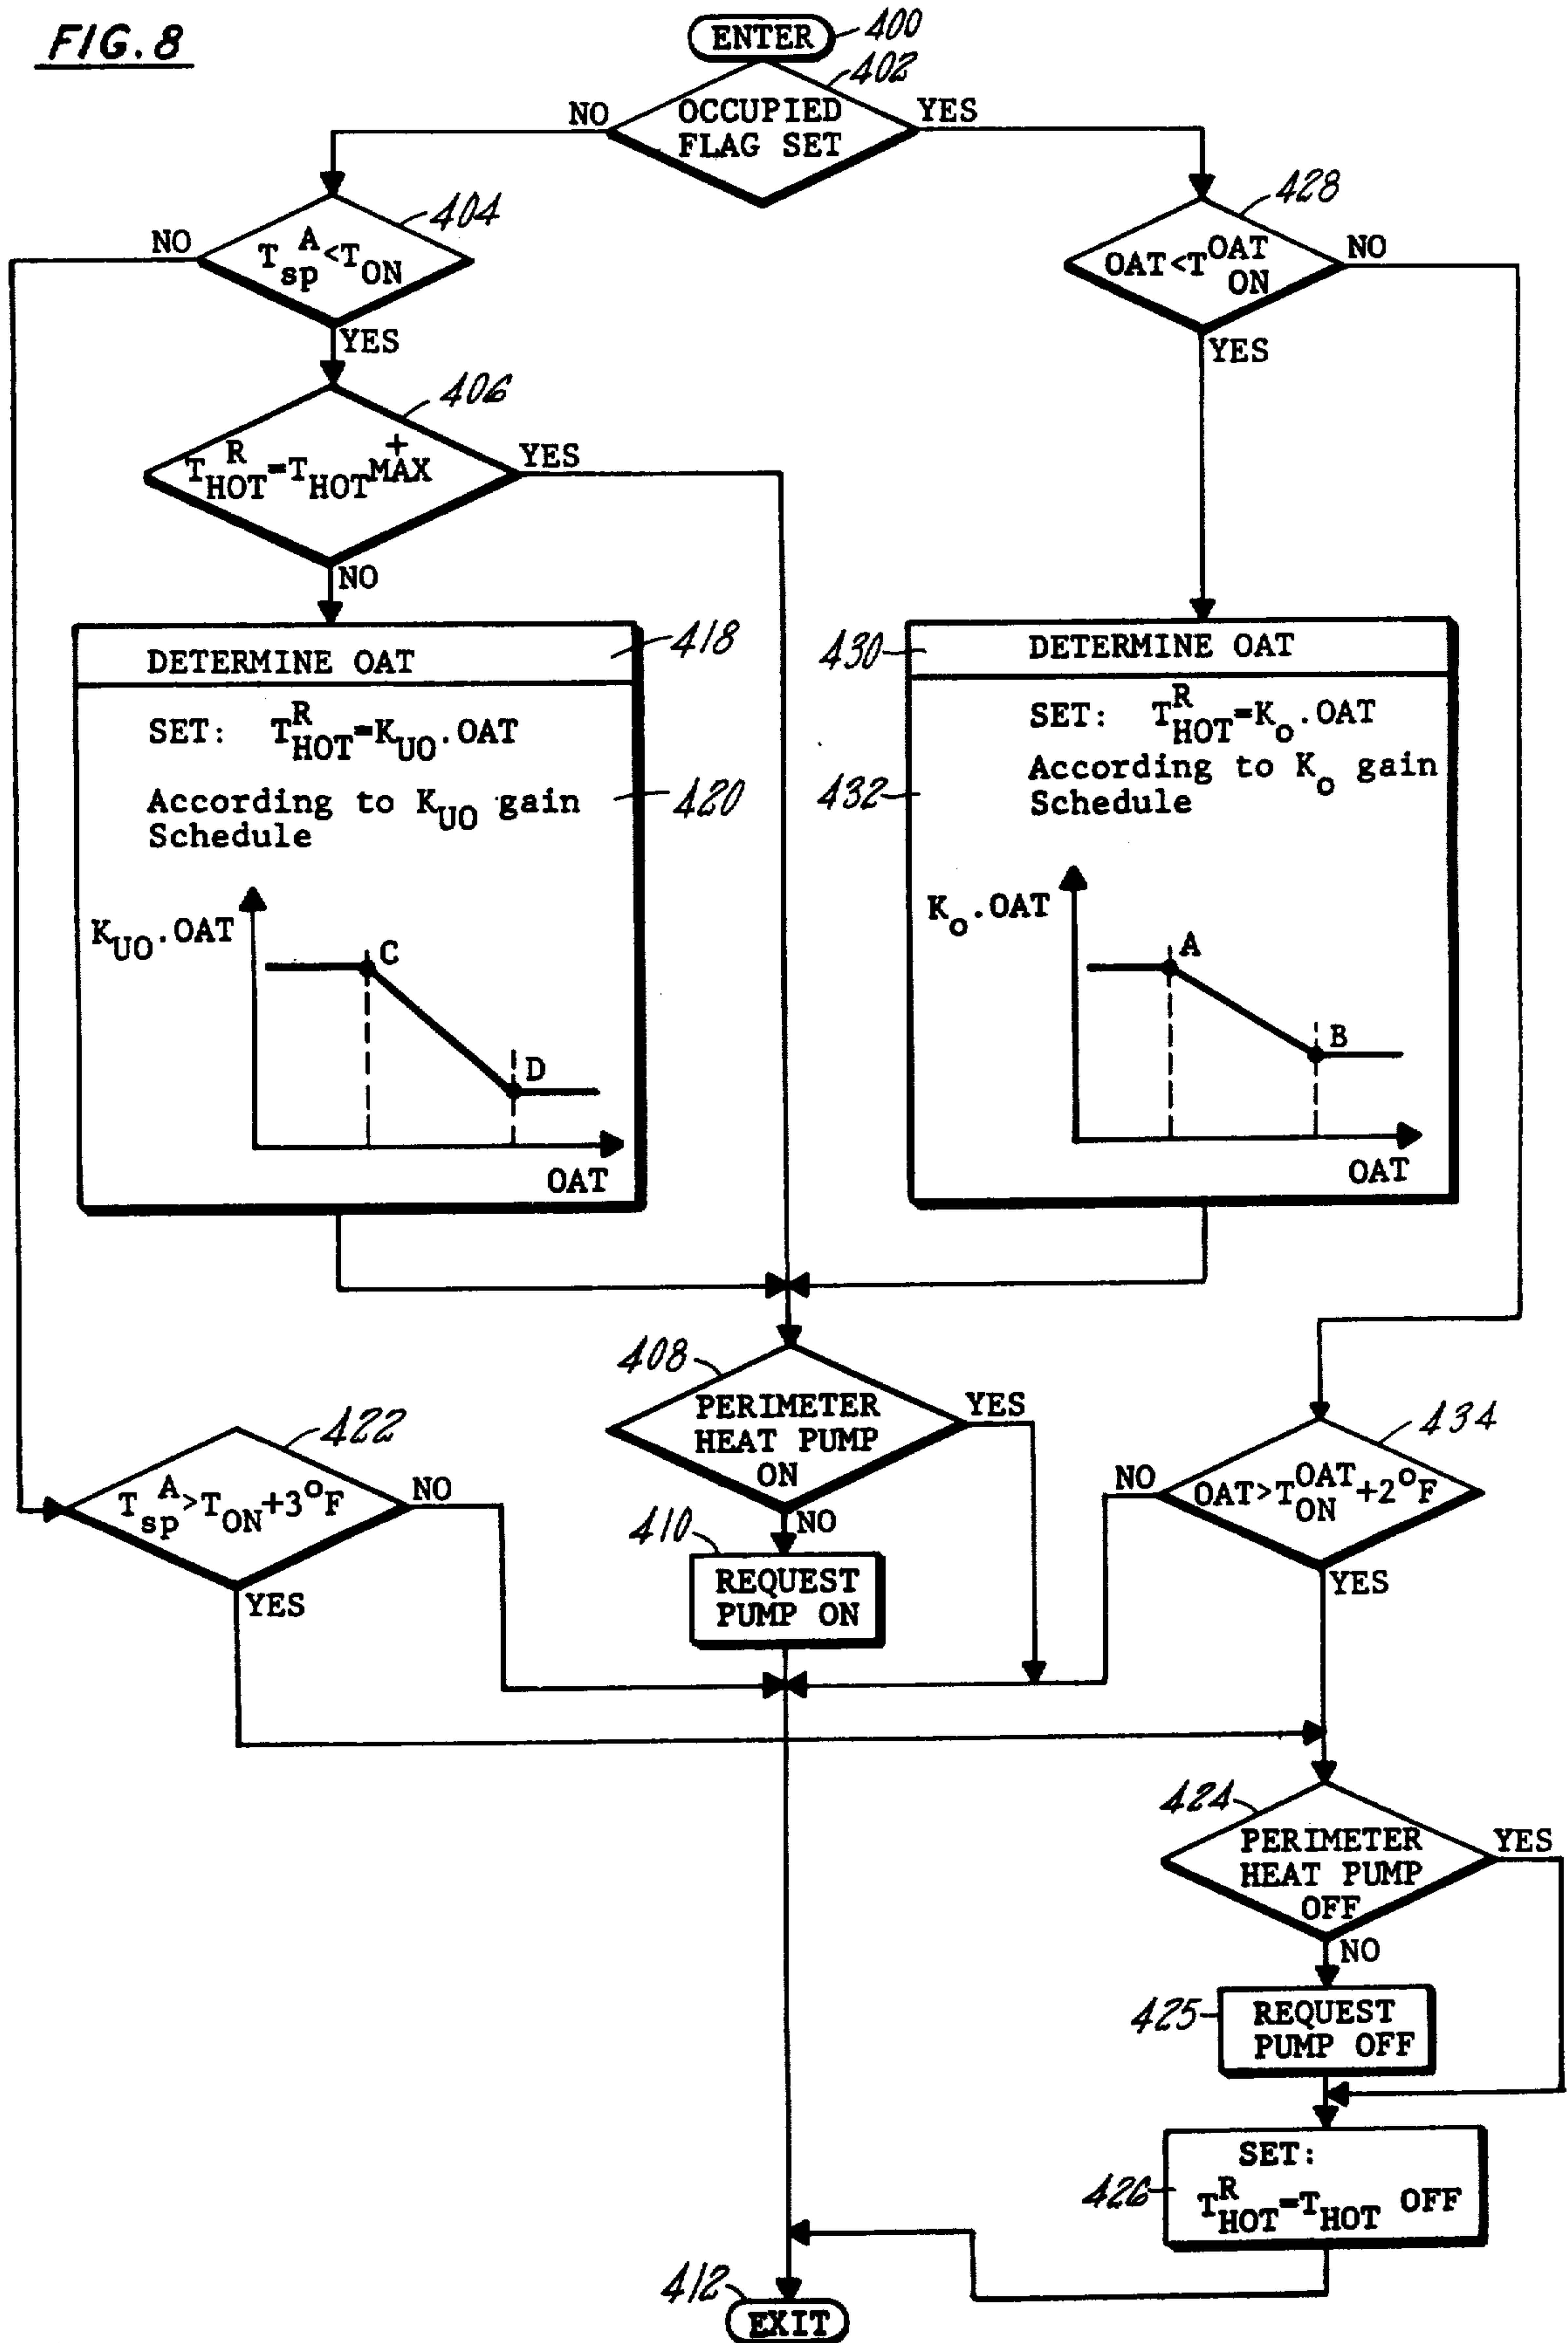 FIG. 8
ENTER
400
402
OCCUPIED
FLAG SET
NO
YES
404
T_sp^A<T_ON
NO
YES
428
OAT<T_ON^OAT
NO
YES
406
T_HOT^R=T_HOT MAX^+
YES
NO
DETERMINE OAT
418
SET: T_HOT^R=K_UO.OAT
According to K_UO gain
Schedule
420
K_UO.OAT
C
D
OAT
430
DETERMINE OAT
SET: T_HOT^R=K_o.OAT
According to K_o gain
Schedule
432
K_o.OAT
A
B
OAT
408
PERIMETER
HEAT PUMP
ON
YES
NO
422
T_sp^A>T_ON+3°F
NO
YES
434
OAT>T_ON^OAT+2°F
NO
YES
410
REQUEST
PUMP ON
424
PERIMETER
HEAT PUMP
OFF
YES
NO
425
REQUEST
PUMP OFF
426
SET:
T_HOT^R=T_HOT OFF
412
EXIT